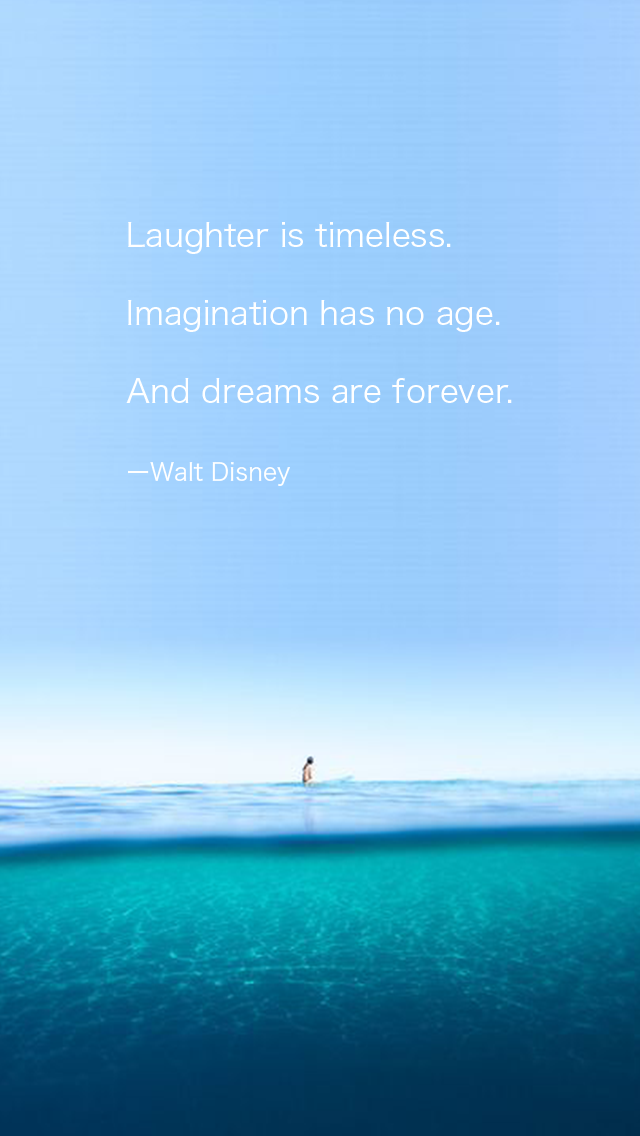 Laughter is timeless.
Imagination has no age.
And dreams are forever.
—Walt Disney